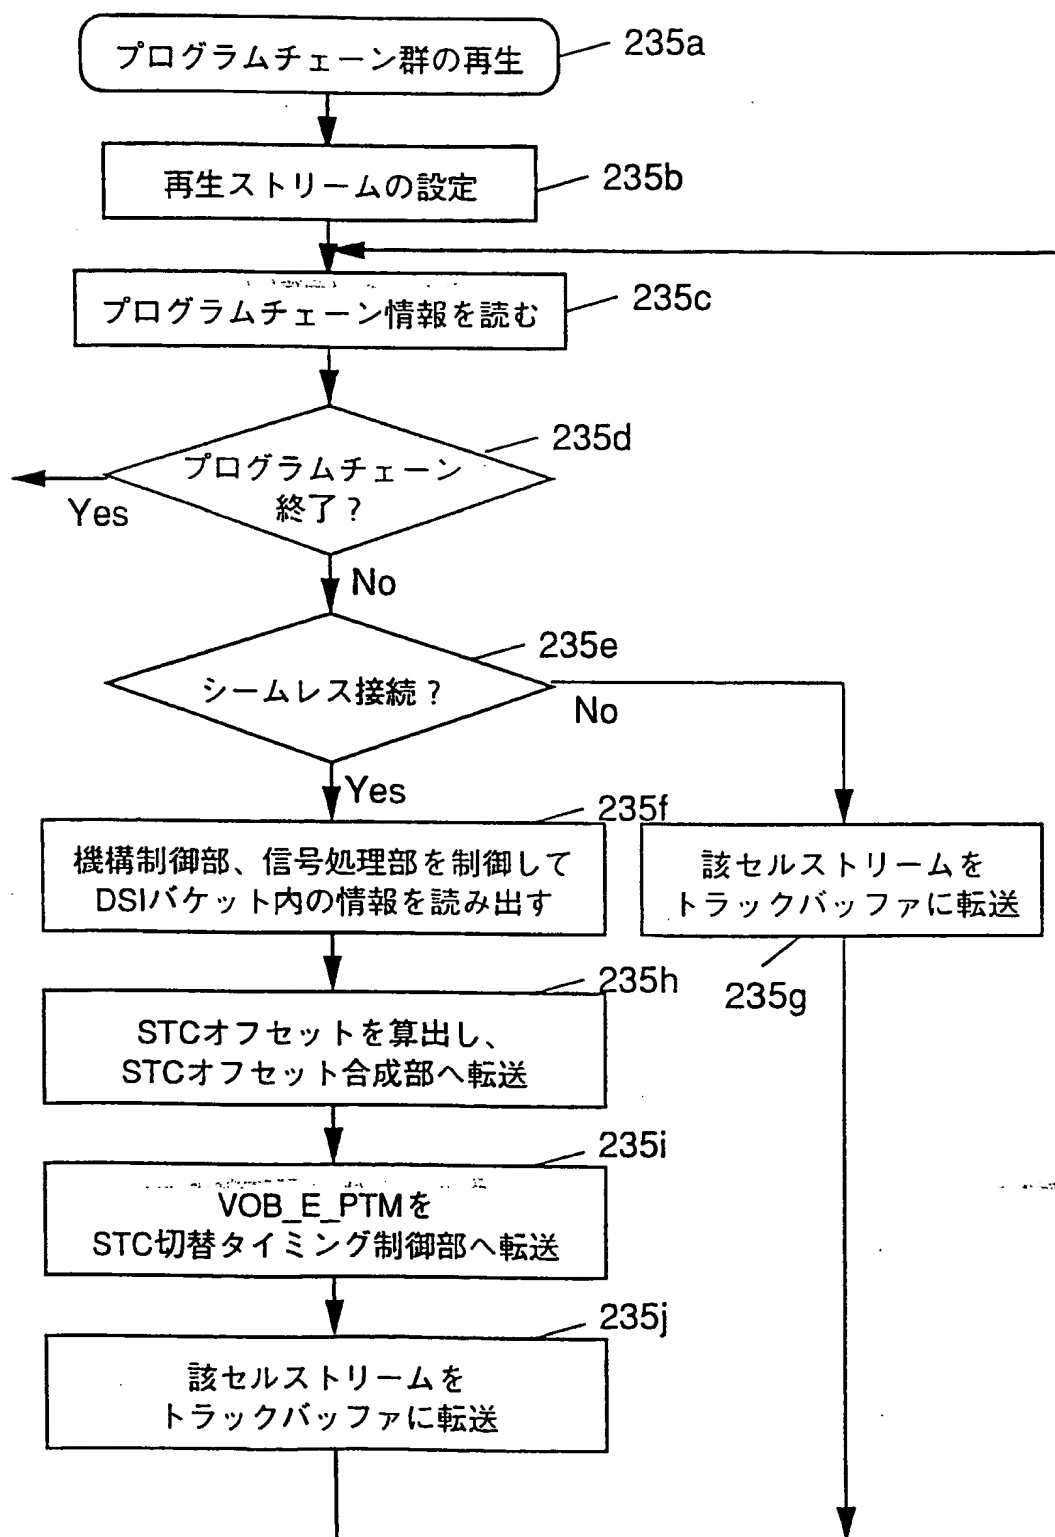 プログラムチェーン群の再生
235a
再生ストリームの設定
235b
プログラムチェーン情報を読む
235c
235d
プログラムチェーン
終了？
Yes
No
235e
シームレス接続？
No
Yes
235f
機構制御部、信号処理部を制御して
DSIパケット内の情報を読み出す
該セルストリームを
トラックバッファに転送
235g
235h
STCオフセットを算出し、
STCオフセット合成部へ転送
235i
VOB_E_PTMを
STC切替タイミング制御部へ転送
235j
該セルストリームを
トラックバッファに転送